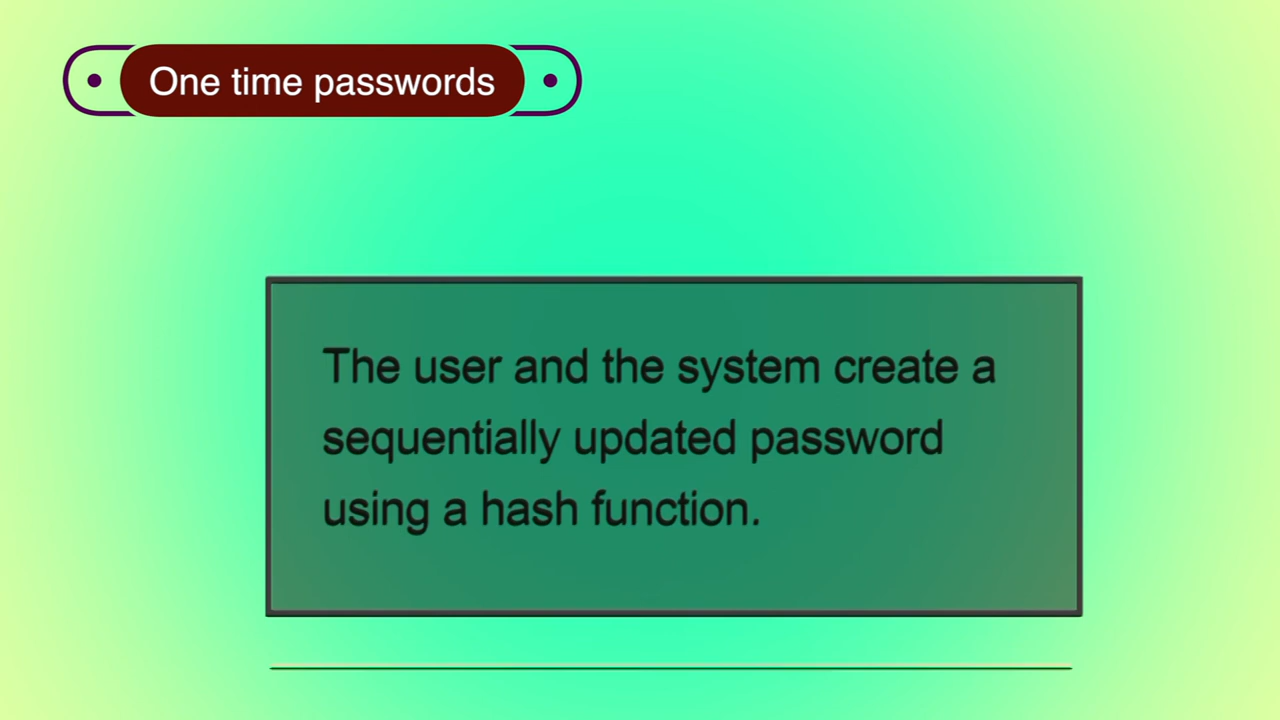 One time passwords
The user and the system create a
sequentially updated password
using a hash function.